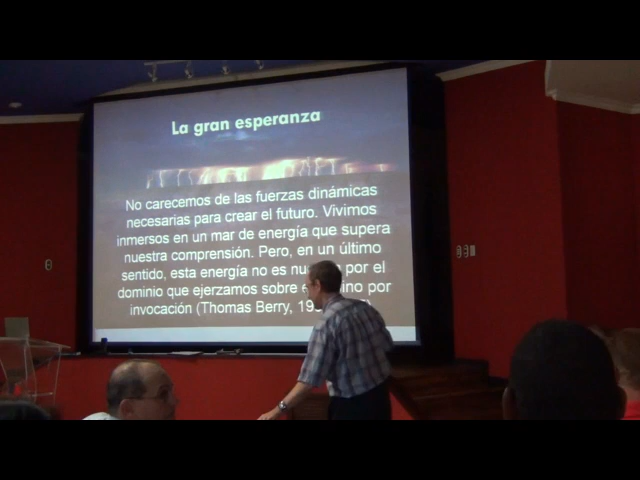 La gran esperanza
No carecemos de las fuerzas dinámicas
necesarias para crear el futuro. Vivimos
inmersos en un mar de energía que supera
nuestra comprensión. Pero, en un último
sentido, esta energía no es por el
dominio que ejerzamos sobre por
invocación (Thomas Berry,